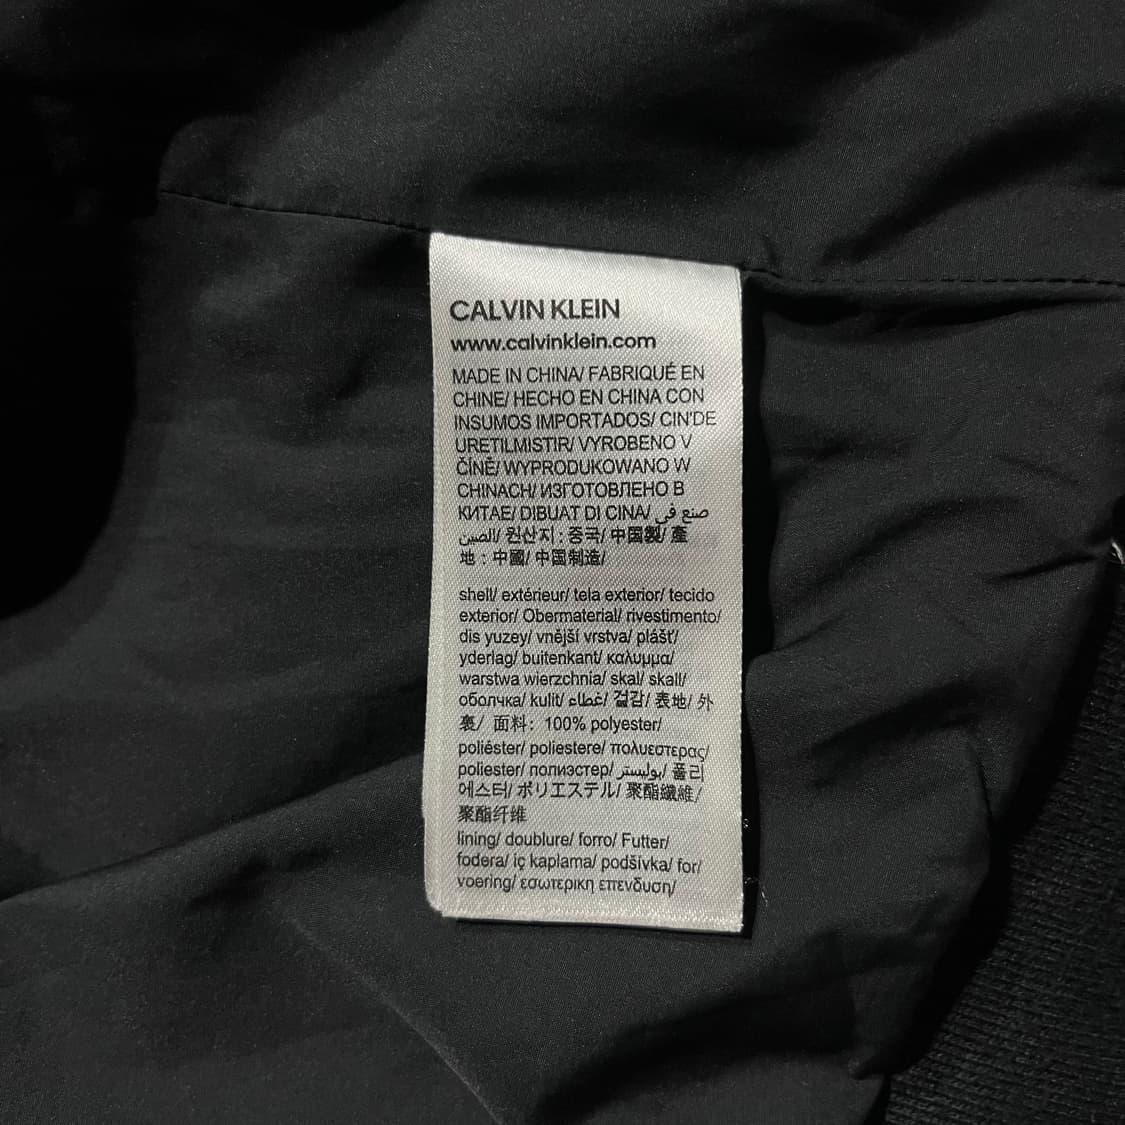 CALVIN KLEIN
www.calvinklein.com
MADE IN CHINA/ FABRIQUÉ EN
CHINE/ HECHO EN CHINA CON
INSUMOS IMPORTADOS/ CIN'DE
URETILMISTIR/ VYROBENO V
ČÍNĚ/ WYPRODUKOWANO W
CHINACH/ ИЗГОТОВЛЕНО В
КИТАЕ/ DIBUAT DI CINA/ صنع في
الصين/ 원산지 : 중국/ 中国製/ 產
地 : 中國/ 中国制造/
shell/ extérieur/ tela exterior/ tecido
exterior/ Obermaterial/ rivestimento/
dis yuzey/ vnější vrstva/ plášť/
yderlag/ buitenkant/ καλυμμα/
warstwa wierzchnia/ skal/ skall/
оболчка/ kulit/ غطاء/ 겉감/ 表地/ 外
裹/ 面料: 100% polyester/
poliéster/ poliestere/ πολυεστερας/
poliester/ полиэстер/ بوليستر/ 폴리
에스터/ ポリエステル/ 聚酯纖維/
聚酯纤维
lining/ doublure/ forro/ Futter/
fodera/ iç kaplama/ podšívka/ for/
voering/ εσωτερικη επενδυση/